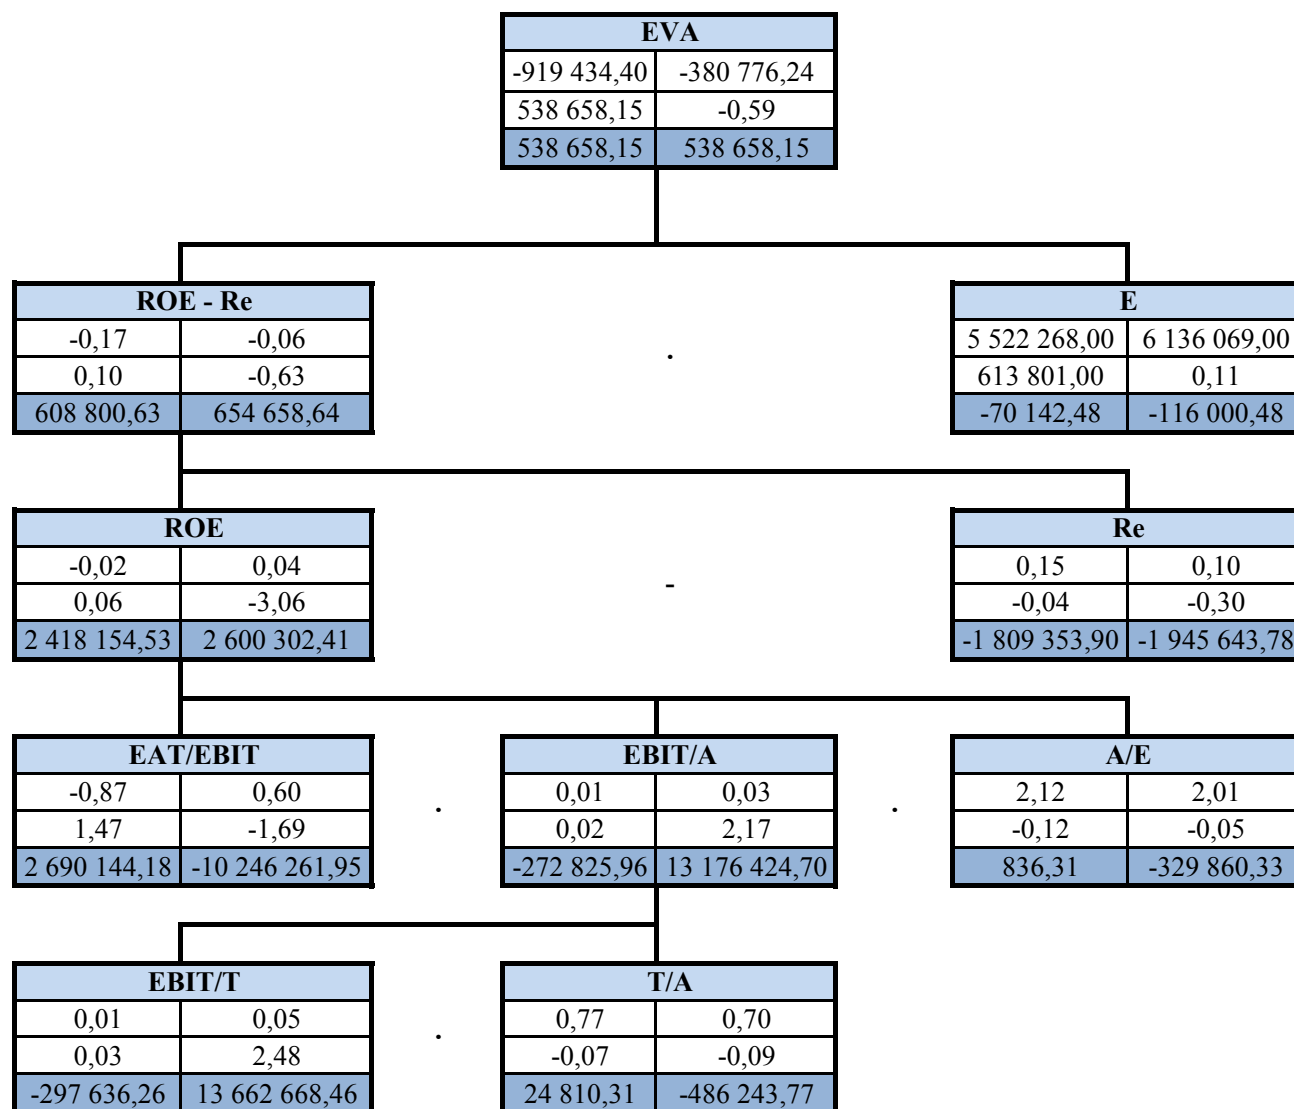 EVA
-919 434,40 -380 776,24
538 658,15 -0,59
538 658,15 538 658,15
ROE - Re E
-0,17 -0,06 . 5 522 268,00 6 136 069,00
0,10 -0,63 613 801,00 0,11
608 800,63 654 658,64 -70 142,48 -116 000,48
ROE Re
-0,02 0,04 - 0,15 0,10
0,06 -3,06 -0,04 -0,30
2 418 154,53 2 600 302,41 -1 809 353,90 -1 945 643,78
EAT/EBIT EBIT/A A/E
-0,87 0,60 . 0,01 0,03 . 2,12 2,01
1,47 -1,69 0,02 2,17 -0,12 -0,05
2 690 144,18 -10 246 261,95 -272 825,96 13 176 424,70 836,31 -329 860,33
EBIT/T T/A
0,01 0,05 . 0,77 0,70
0,03 2,48 -0,07 -0,09
-297 636,26 13 662 668,46 24 810,31 -486 243,77